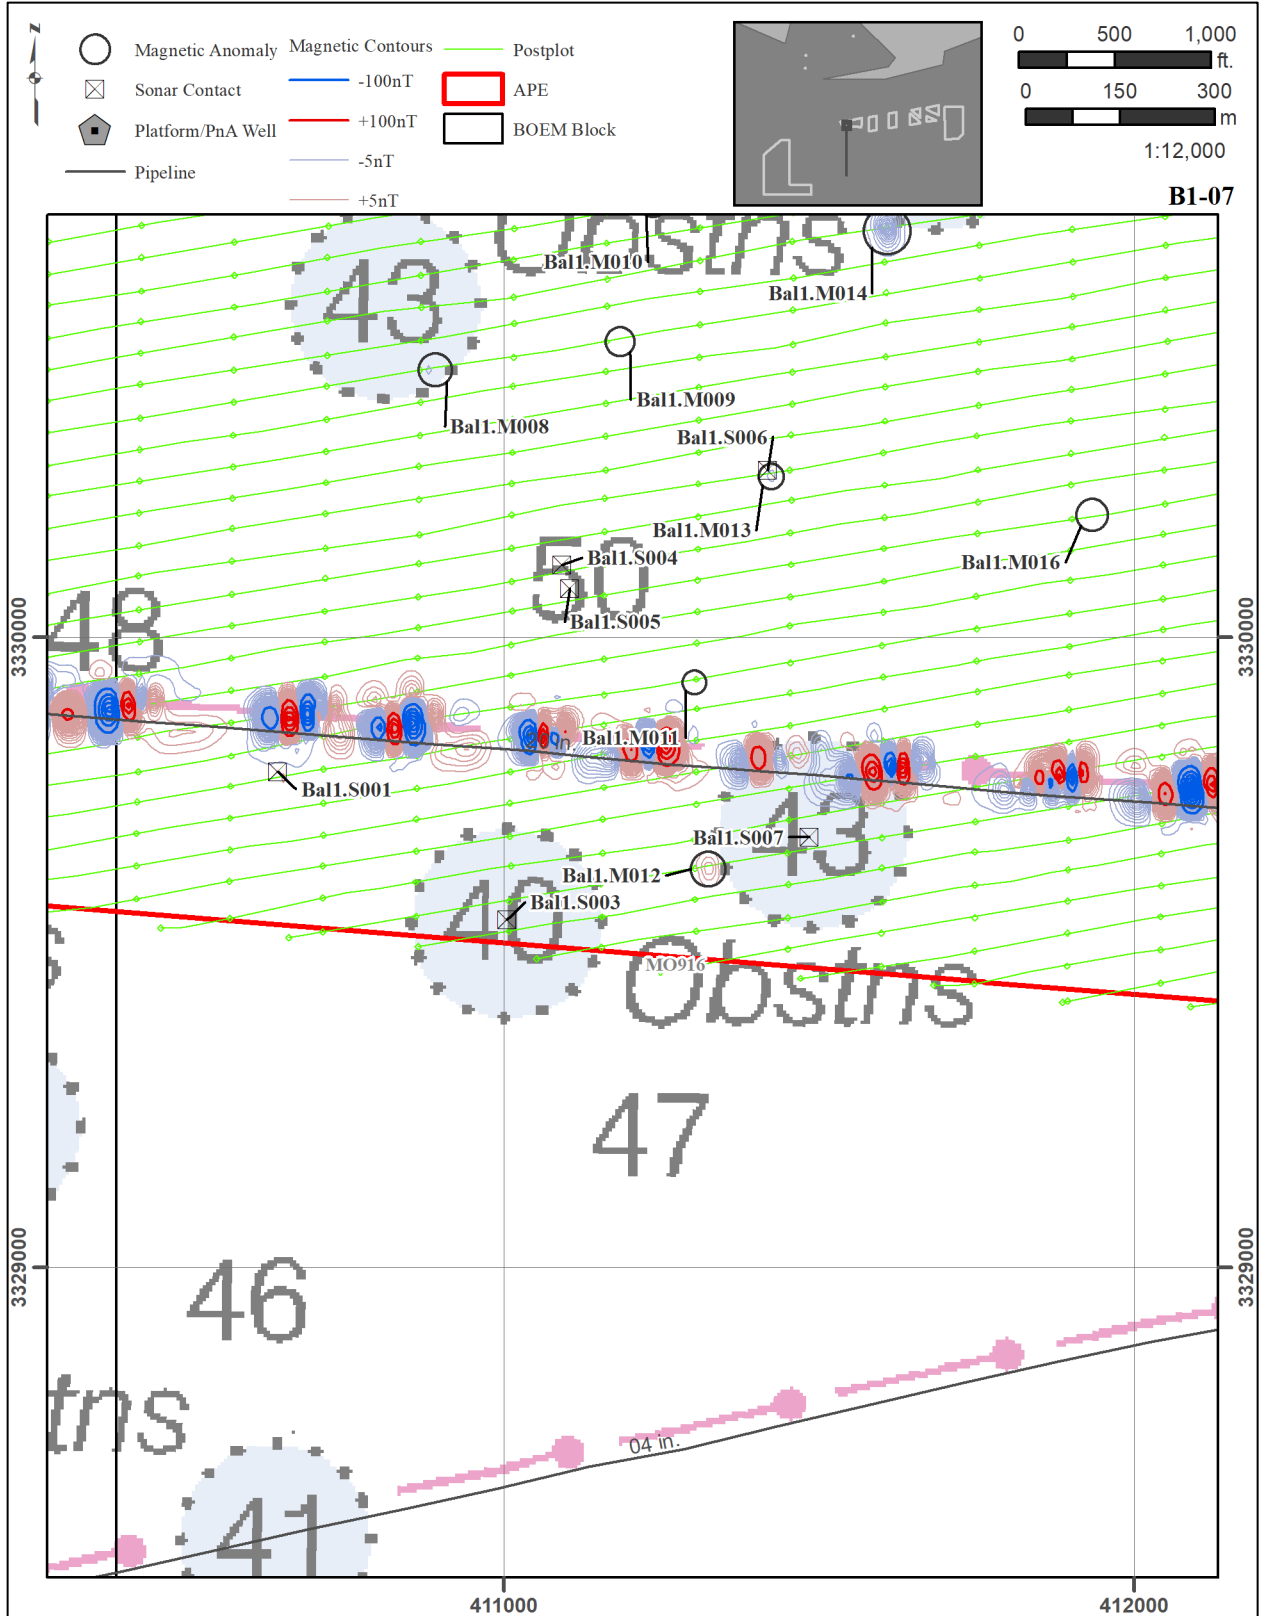 Z
Magnetic Anomaly
Sonar Contact
Platform/PnA Well
Pipeline
Magnetic Contours
-100nT
+100nT
-5nT
+5nT
Postplot
APE
BOEM Block
0 500 1,000
ft.
0 150 300
m
1:12,000
B1-07
Obstns
43
Bal1.M010
Bal1.M014
Bal1.M009
Bal1.M008
Bal1.S006
Bal1.M013
Bal1.M016
50
Bal1.S004
Bal1.S005
48
3330000
3330000
Bal1.M011
in.
Bal1.S001
43
Bal1.S007
Bal1.M012
40
Bal1.S003
MO916
Obstns
47
3329000
3329000
46
tns
04 in.
41
411000
412000